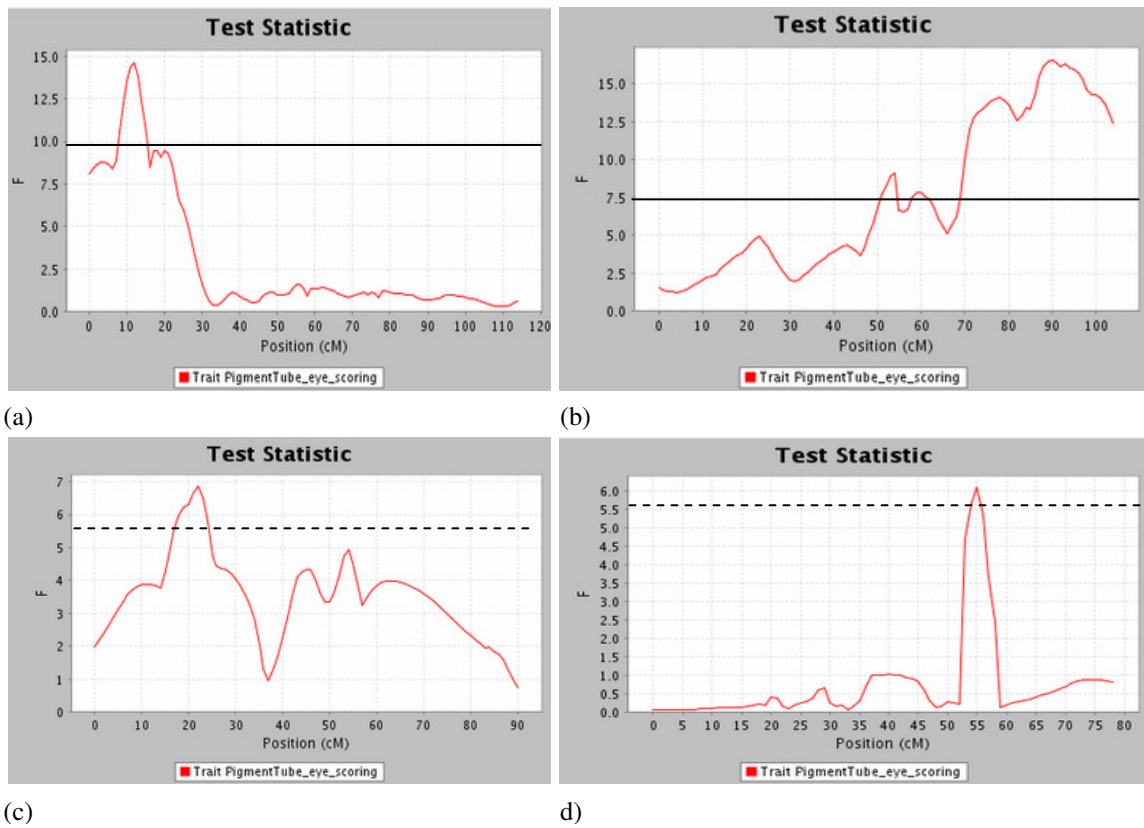 Test Statistic
15.0
12.5
10.0
7.5
5.0
2.5
0.0
F
0 10 20 30 40 50 60 70 80 90 100 110 120
Position (cM)
Trait PigmentTube_eye_scoring
(a)
Test Statistic
15.0
12.5
10.0
7.5
5.0
2.5
0.0
F
0 10 20 30 40 50 60 70 80 90 100
Position (cM)
Trait PigmentTube_eye_scoring
(b)
Test Statistic
7
6
5
4
3
2
1
0
F
0 10 20 30 40 50 60 70 80 90
Position (cM)
Trait PigmentTube_eye_scoring
(c)
Test Statistic
6.0
5.5
5.0
4.5
4.0
3.5
3.0
2.5
2.0
1.5
1.0
0.5
0.0
F
0 5 10 15 20 25 30 35 40 45 50 55 60 65 70 75 80
Position (cM)
Trait PigmentTube_eye_scoring
d)